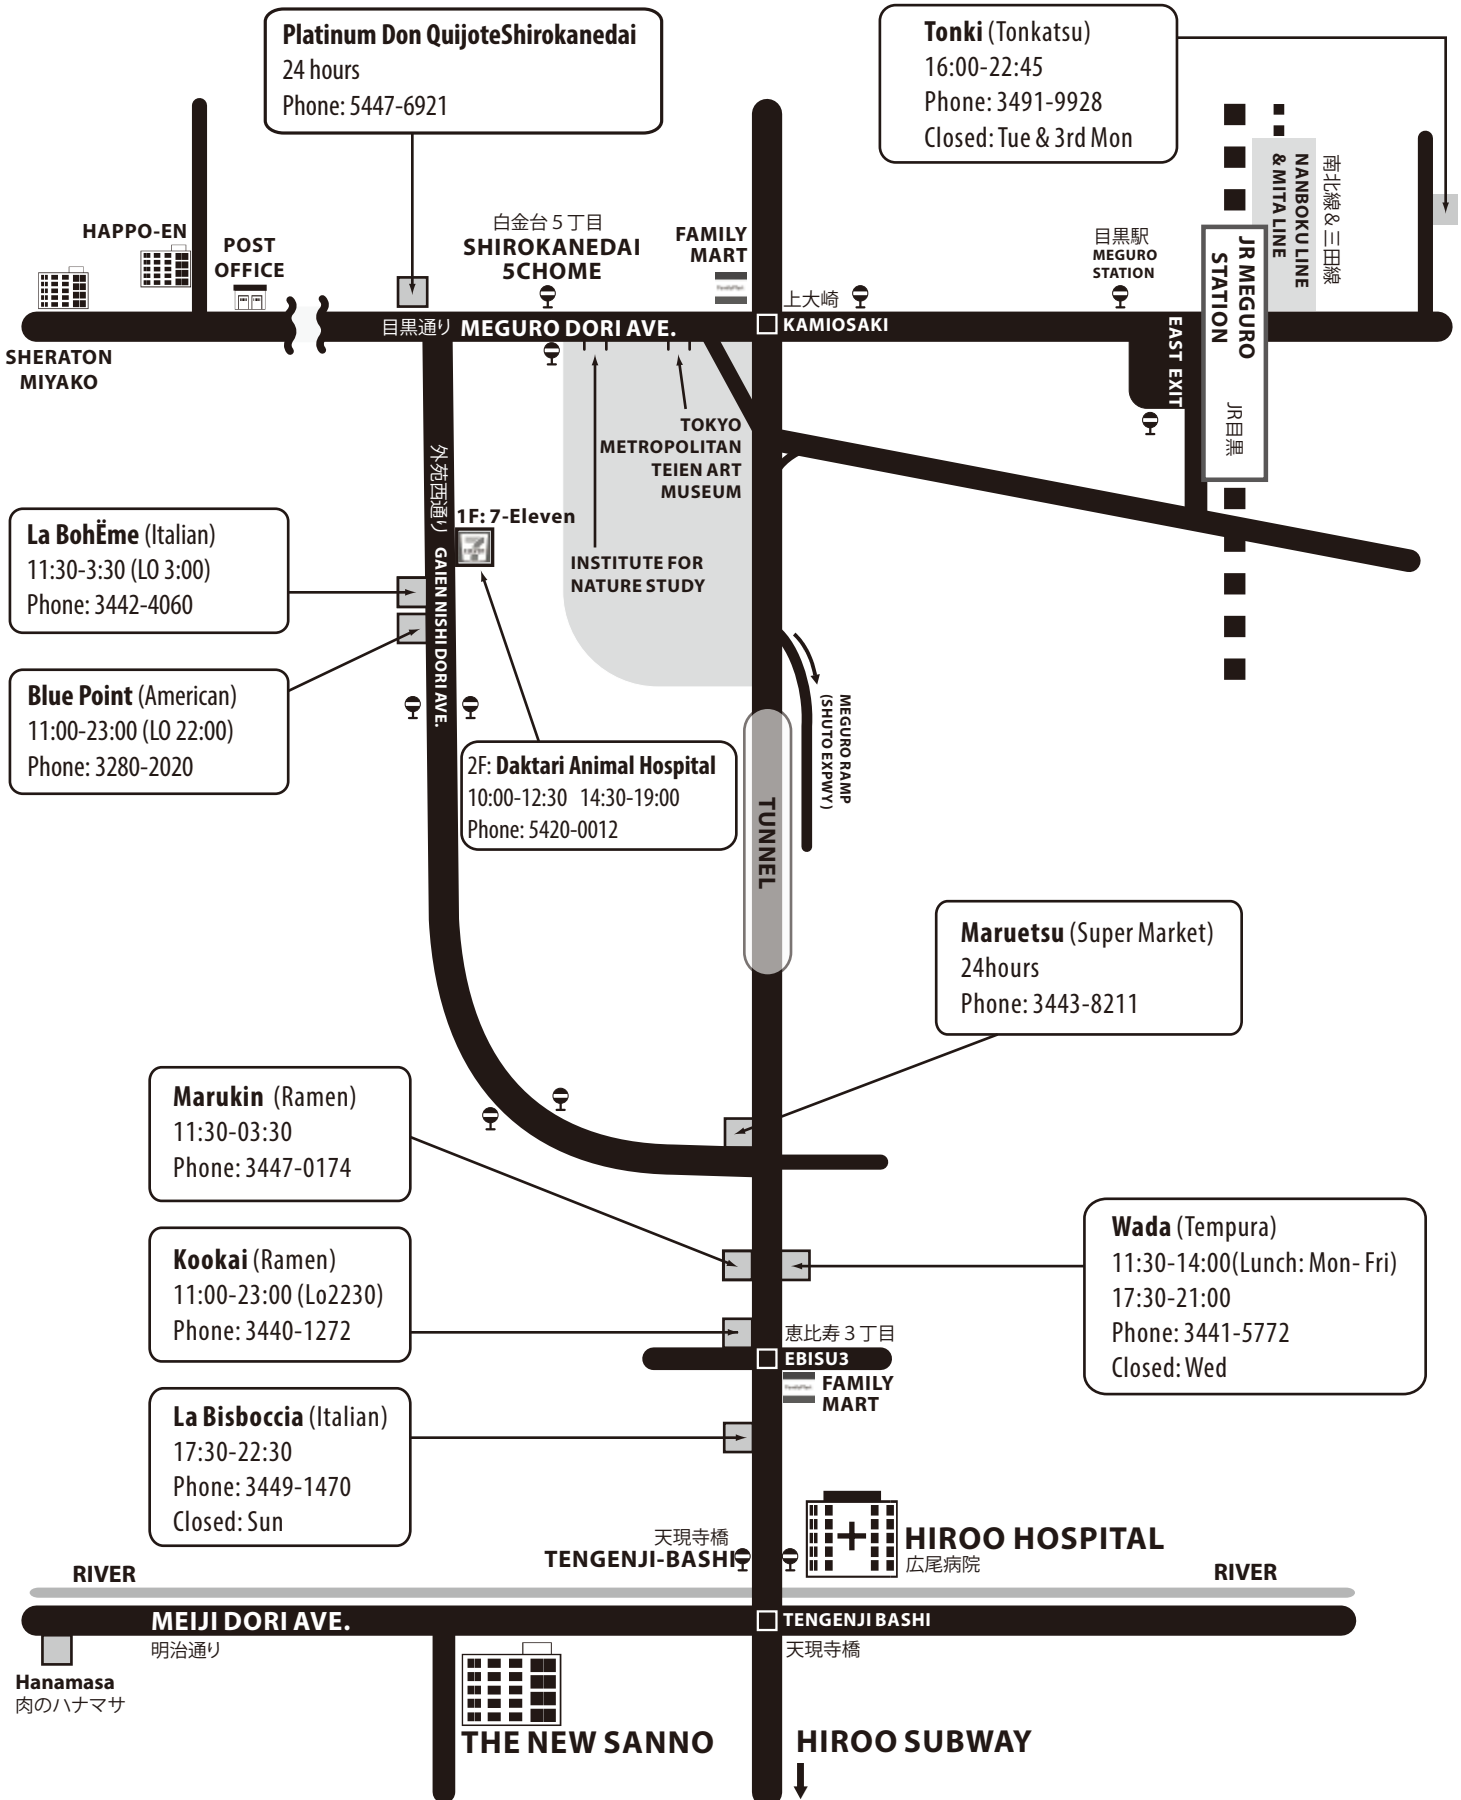 Platinum Don QuijoteShirokanedai
24 hours
Phone: 5447-6921
Tonki (Tonkatsu)
16:00-22:45
Phone: 3491-9928
Closed: Tue & 3rd Mon
NANBOKU LINE
& MITA LINE
南北線&三田線
HAPPO-EN
POST
OFFICE
白金台5丁目
SHIROKANEDAI
5CHOME
FAMILY
MART
目黒駅
MEGURO
STATION
JR MEGURO
STATION
JR目黒
上大崎
KAMIOSAKI
目黒通り MEGURO DORI AVE.
EAST EXIT
SHERATON
MIYAKO
TOKYO
METROPOLITAN
TEIEN ART
MUSEUM
外苑西通り GAIEN NISHI DORI AVE.
1F: 7-Eleven
INSTITUTE FOR
NATURE STUDY
La BohËme (Italian)
11:30-3:30 (LO 3:00)
Phone: 3442-4060
Blue Point (American)
11:00-23:00 (LO 22:00)
Phone: 3280-2020
2F: Daktari Animal Hospital
10:00-12:30 14:30-19:00
Phone: 5420-0012
MEGURO RAMP
(SHUTO EXPWY)
TUNNEL
Maruetsu (Super Market)
24hours
Phone: 3443-8211
Marukin (Ramen)
11:30-03:30
Phone: 3447-0174
Kookai (Ramen)
11:00-23:00 (Lo2230)
Phone: 3440-1272
Wada (Tempura)
11:30-14:00(Lunch: Mon- Fri)
17:30-21:00
Phone: 3441-5772
Closed: Wed
恵比寿3丁目
EBISU3
FAMILY
MART
La Bisboccia (Italian)
17:30-22:30
Phone: 3449-1470
Closed: Sun
天現寺橋
TENGENJI-BASHI
HIROO HOSPITAL
広尾病院
RIVER
RIVER
MEIJI DORI AVE.
TENGENJI BASHI
明治通り
天現寺橋
Hanamasa
肉のハナマサ
THE NEW SANNO
HIROO SUBWAY